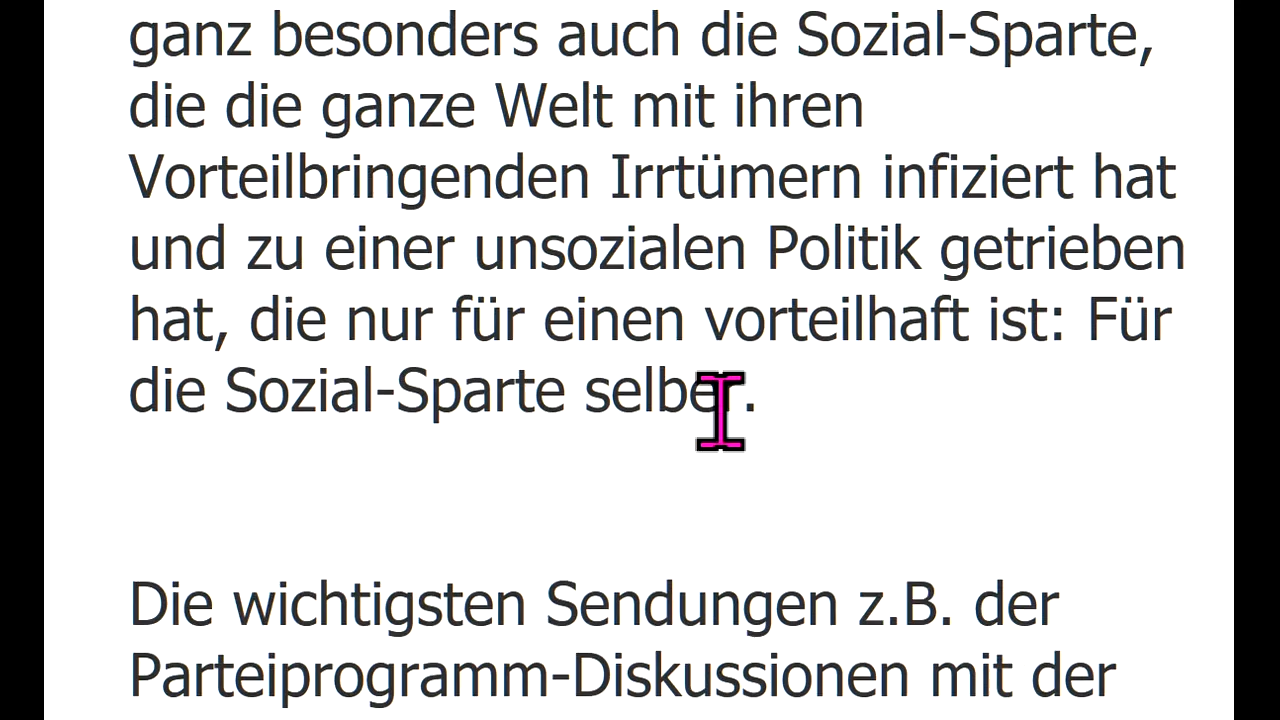 ganz besonders auch die Sozial-Sparte,
die die ganze Welt mit ihren
Vorteilbringenden Irrtümern infiziert hat
und zu einer unsozialen Politik getrieben
hat, die nur für einen vorteilhaft ist: Für
die Sozial-Sparte selber.
Die wichtigsten Sendungen z.B. der
Parteiprogramm-Diskussionen mit der